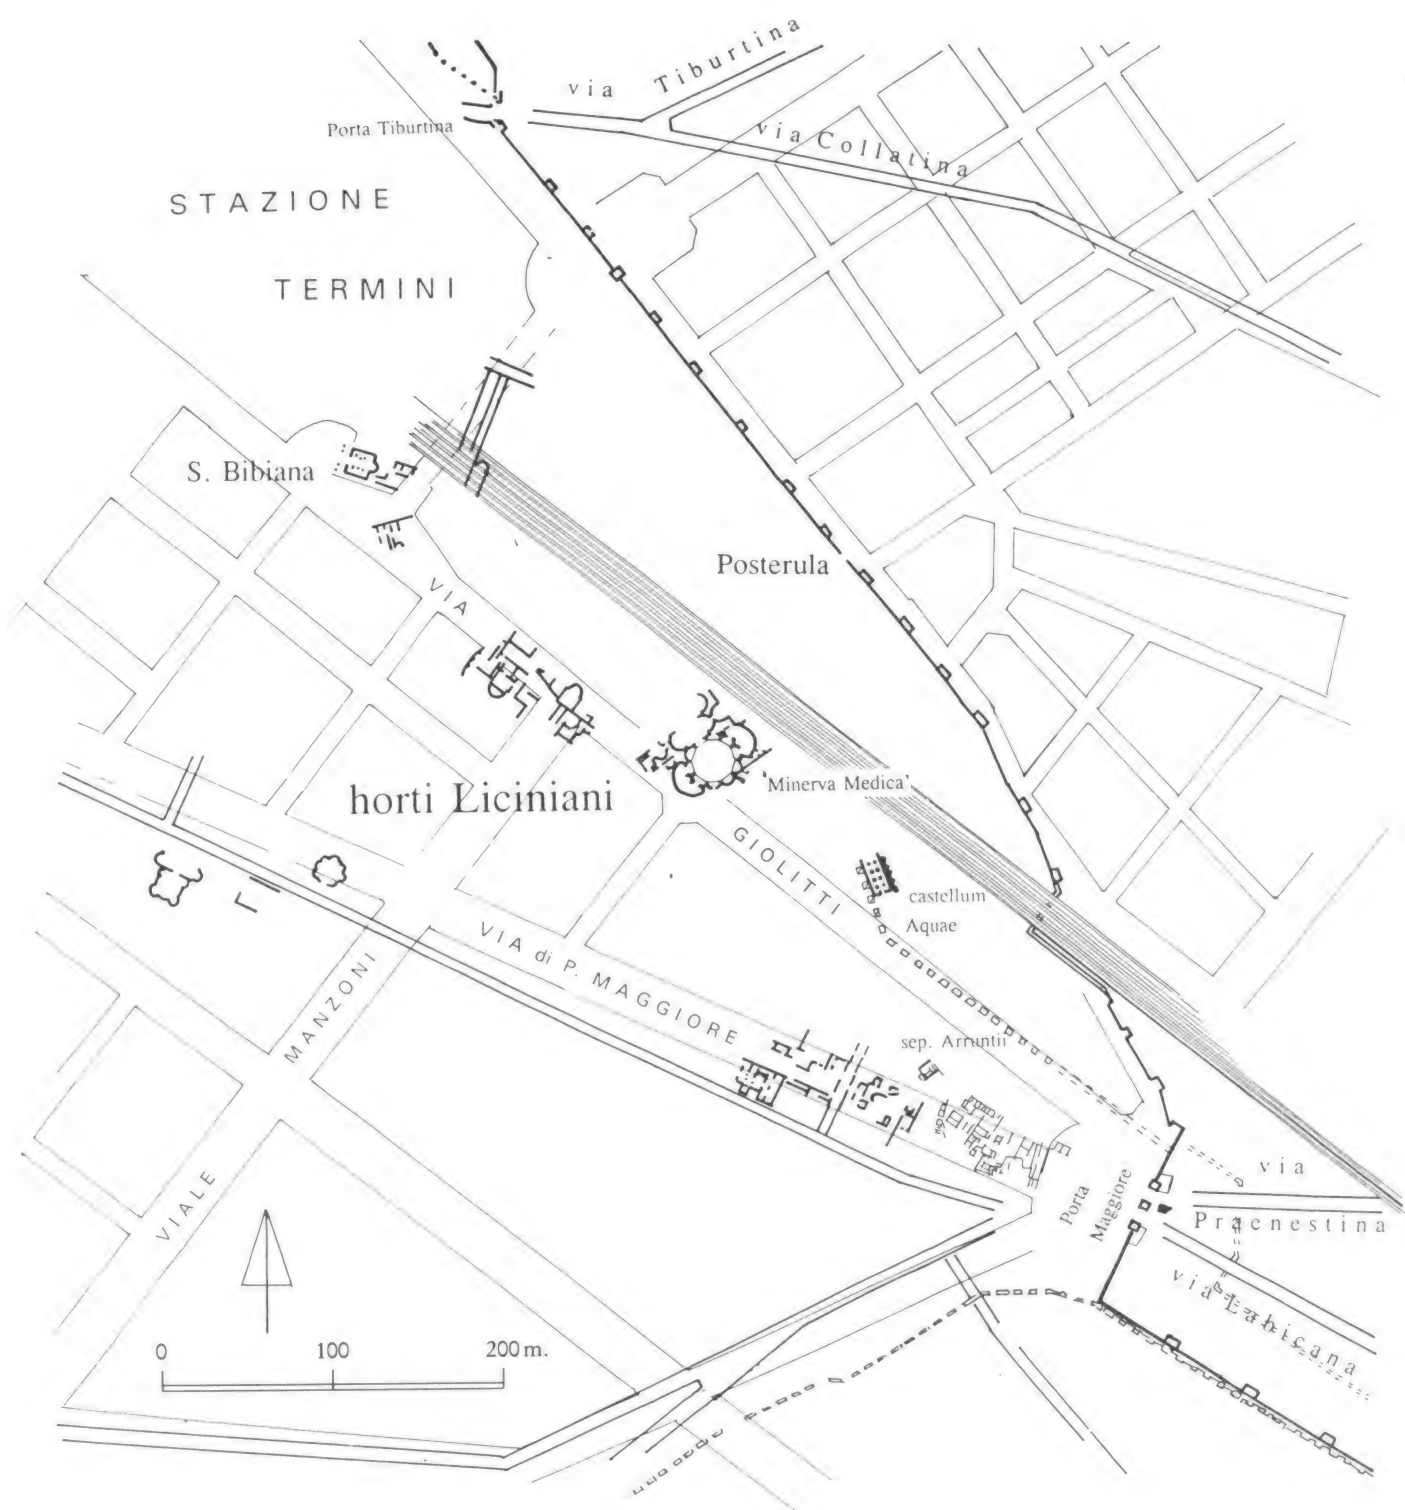 via Tiburtina
Porta Tiburtina
via Collatina
STAZIONE
TERMINI
S. Bibiana
Posterula
VIA
horti Liciniani
'Minerva Medica'
GIOLITTI
castellum
Aquae
VIA di P. MAGGIORE
MANZONI
sep. Arruntii
VIALE
Porta
Maggiore
via
Praenestina
via Labicana
0 100 200 m.